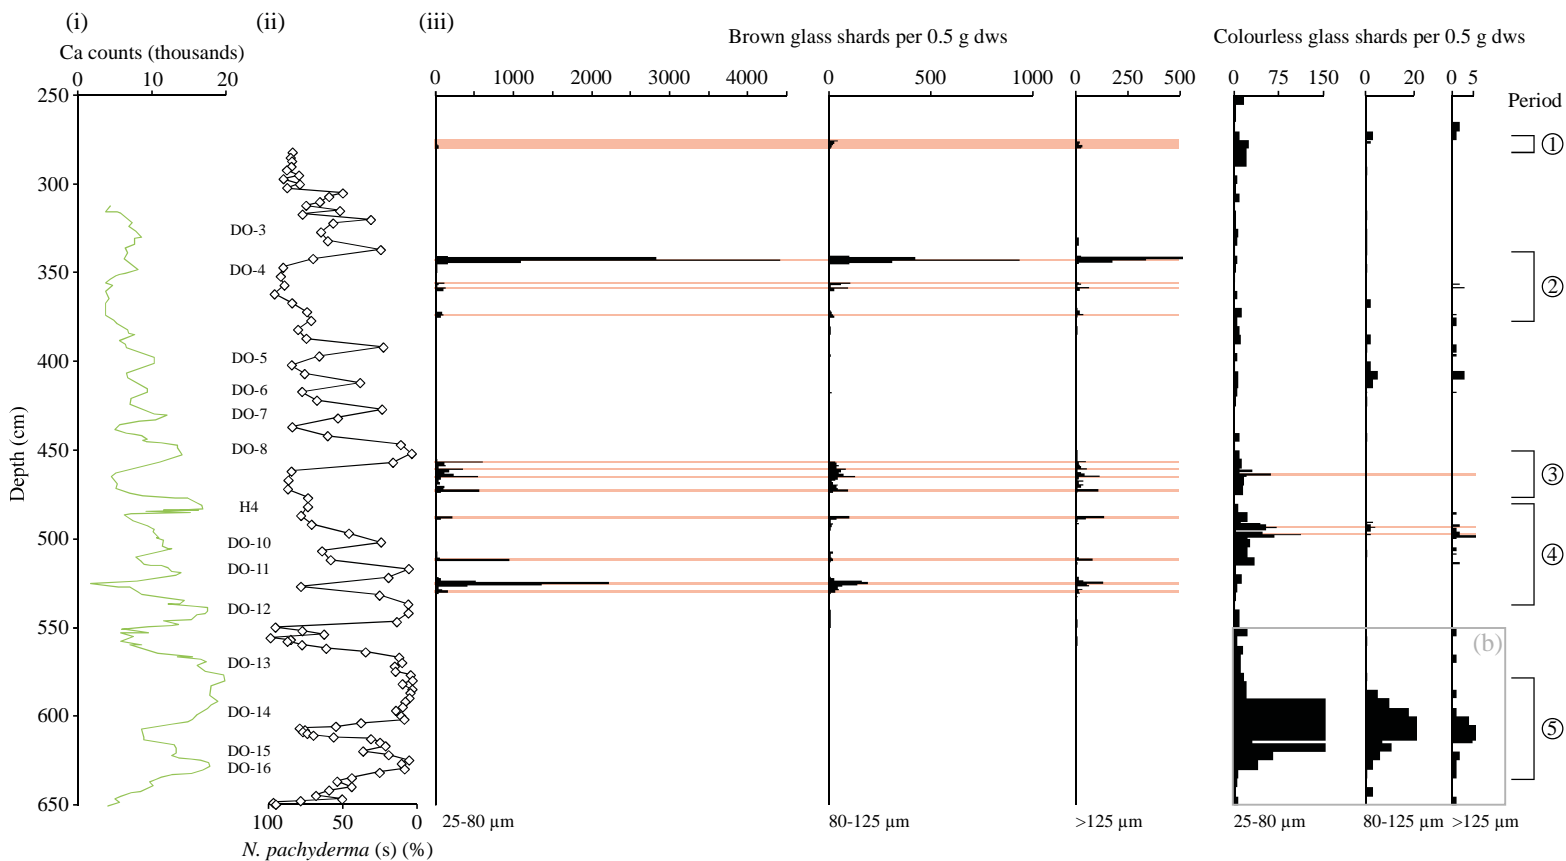 (i) (ii) (iii)
Ca counts (thousands)
Brown glass shards per 0.5 g dws
Colourless glass shards per 0.5 g dws
0 10 20
0 1000 2000 3000 4000
0 500 1000
0 500
0 75 150
0 20
0 5
Period
Depth (cm)
250
300
350
400
450
500
550
600
650
DO-3
DO-4
DO-5
DO-6
DO-7
DO-8
H4
DO-10
DO-11
DO-12
DO-13
DO-14
DO-15
DO-16
1
2
3
4
(b)
5
100 50 0
N. pachyderma (s) (%)
25-80 µm
80-125 µm
>125 µm
25-80 µm
80-125 µm
>125 µm